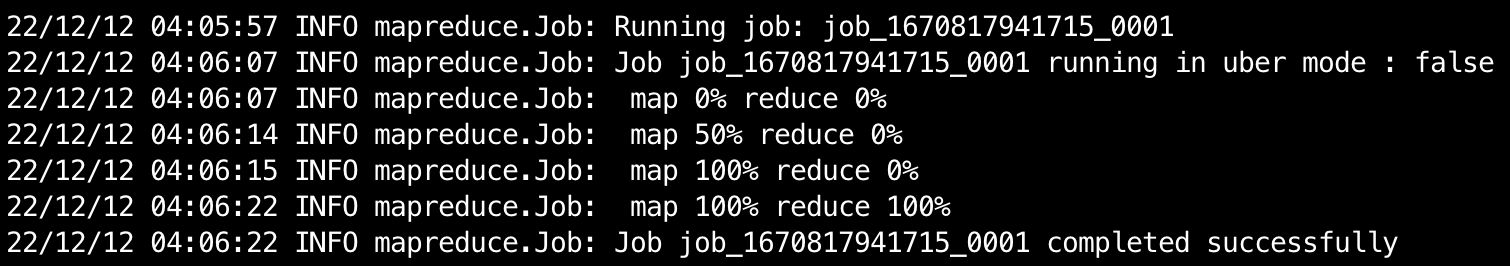 22/12/12 04:05:57 INFO mapreduce.Job: Running job: job_1670817941715_0001
22/12/12 04:06:07 INFO mapreduce.Job: Job job_1670817941715_0001 running in uber mode : false
22/12/12 04:06:07 INFO mapreduce.Job:  map 0% reduce 0%
22/12/12 04:06:14 INFO mapreduce.Job:  map 50% reduce 0%
22/12/12 04:06:15 INFO mapreduce.Job:  map 100% reduce 0%
22/12/12 04:06:22 INFO mapreduce.Job:  map 100% reduce 100%
22/12/12 04:06:22 INFO mapreduce.Job: Job job_1670817941715_0001 completed successfully